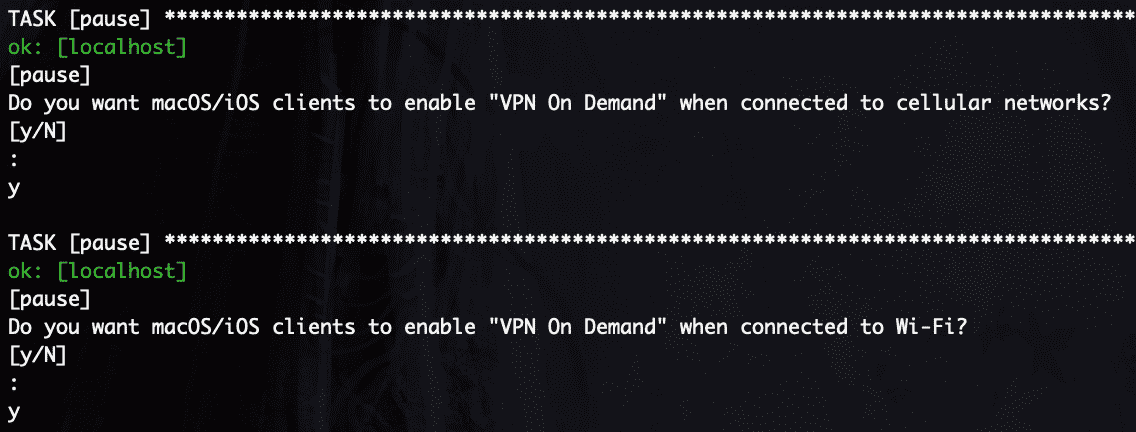 TASK [pause] *********************************************************************************
ok: [localhost]
[pause]
Do you want macOS/iOS clients to enable "VPN On Demand" when connected to cellular networks?
[y/N]
:
y
TASK [pause] *********************************************************************************
ok: [localhost]
[pause]
Do you want macOS/iOS clients to enable "VPN On Demand" when connected to Wi-Fi?
[y/N]
:
y